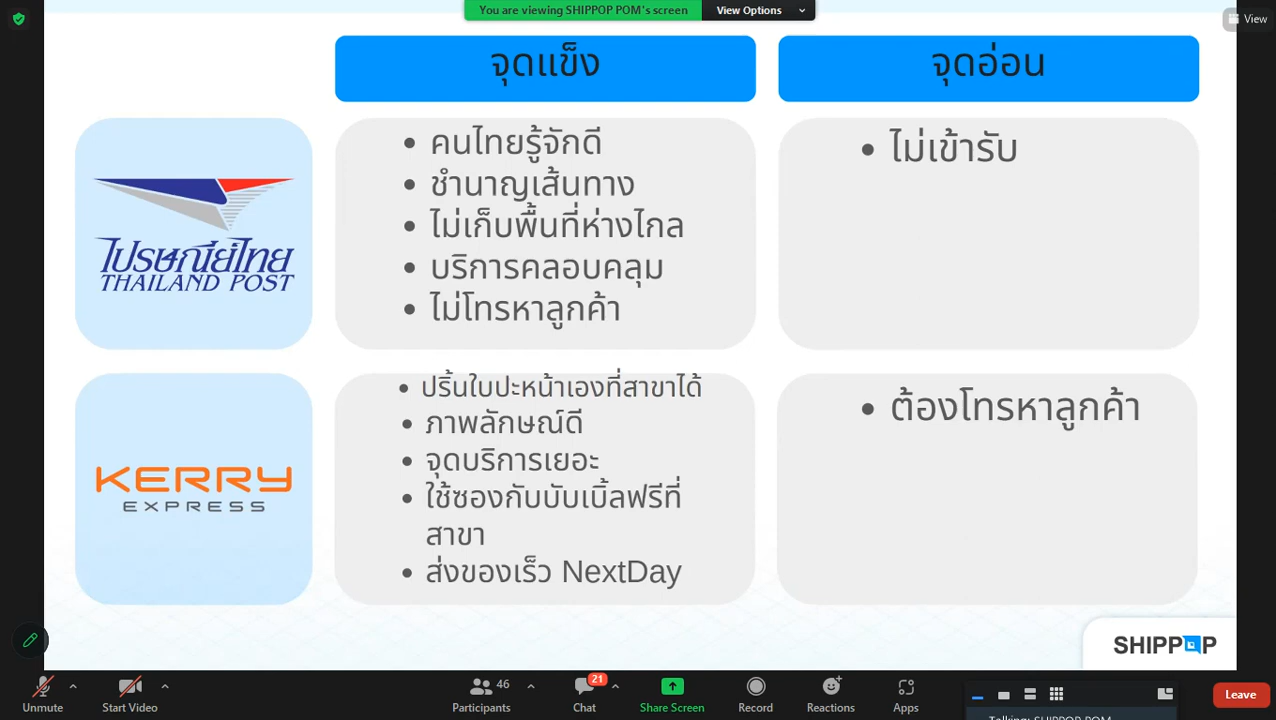 You are viewing SHIPPOP POM's screen
View Options
View
จุดแข็ง
จุดอ่อน
ไปรษณีย์ไทย
THAILAND POST
• คนไทยรู้จักดี
• ชำนาญเส้นทาง
• ไม่เก็บพื้นที่ห่างไกล
• บริการคลอบคลุม
• ไม่โทรหาลูกค้า
• ไม่เข้ารับ
KERRY
EXPRESS
• ปริ้นใบปะหน้าเองที่สาขาได้
• ภาพลักษณ์ดี
• จุดบริการเยอะ
• ใช้ซองกับบับเบิ้ลฟรีที่
สาขา
• ส่งของเร็ว NextDay
• ต้องโทรหาลูกค้า
SHIPPOP
Unmute
Start Video
46
Participants
21
Chat
Share Screen
Record
Reactions
Apps
Talking: SHIPPOP POM
Leave